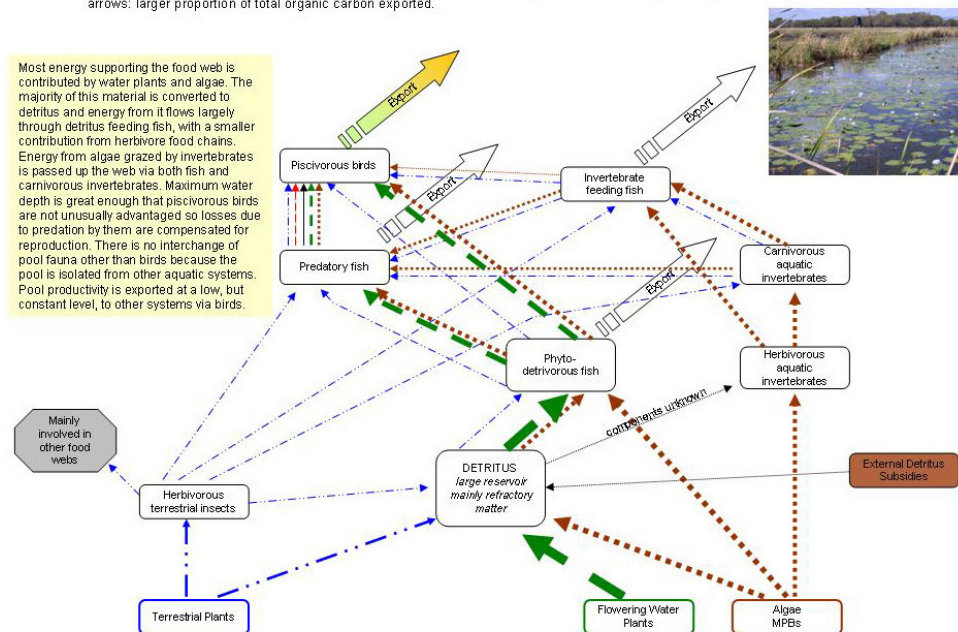 arrows: larger proportion of total organic carbon exported.
Most energy supporting the food web is
contributed by water plants and algae. The
majority of this material is converted to
detritus and energy from it flows largely
through detritus feeding fish, with a smaller
contribution from herbivore food chains.
Energy from algae grazed by invertebrates
is passed up the web via both fish and
carnivorous invertebrates. Maximum water
depth is great enough that piscivorous birds
are not unusually advantaged so losses due
to predation by them are compensated for
reproduction. There is no interchange of
pool fauna other than birds because the
pool is isolated from other aquatic systems.
Pool productivity is exported at a low, but
constant level, to other systems via birds.
Export
Export
Export
Export
Piscivorous birds
Invertebrate
feeding fish
Predatory fish
Carnivorous
aquatic
invertebrates
Phyto-
detrivorous fish
Herbivorous
aquatic
invertebrates
components unknown
Mainly
involved in
other food
webs
DETRITUS
large reservoir
mainly refractory
matter
External Detritus
Subsidies
Herbivorous
terrestrial insects
Terrestrial Plants
Flowering Water
Plants
Algae
MPBs